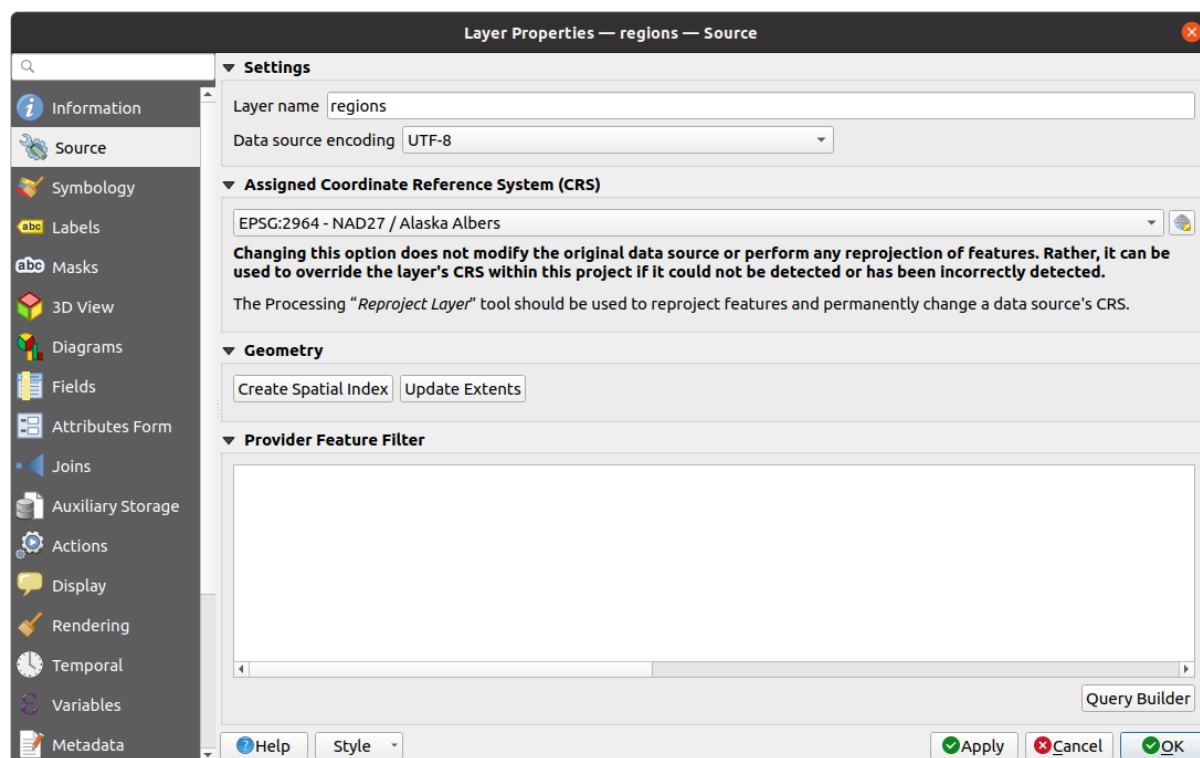 Layer Properties — regions — Source
Information
Source
Symbology
Labels
Masks
3D View
Diagrams
Fields
Attributes Form
Joins
Auxiliary Storage
Actions
Display
Rendering
Temporal
Variables
Metadata
Settings
Layer name regions
Data source encoding UTF-8
Assigned Coordinate Reference System (CRS)
EPSG:2964 - NAD27 / Alaska Albers
Changing this option does not modify the original data source or perform any reprojection of features. Rather, it can be
used to override the layer's CRS within this project if it could not be detected or has been incorrectly detected.
The Processing “Reproject Layer” tool should be used to reproject features and permanently change a data source's CRS.
Geometry
Create Spatial Index Update Extents
Provider Feature Filter
Query Builder
Help Style Apply Cancel OK